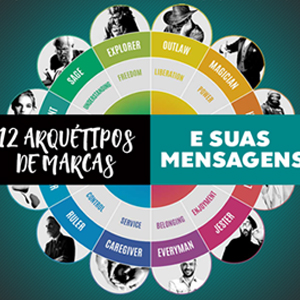 EXPLORER
OUTLAW
SAGE
MAGICIAN
FREEDOM
LIBERATION
UNDERSTANDING
POWER
12 ARQUÉTIPOS
DE MARCAS
E SUAS
MENSAGENS
CONTROL
SERVICE
BELONGING
ENJOYMENT
RULER
JESTER
CAREGIVER
EVERYMAN